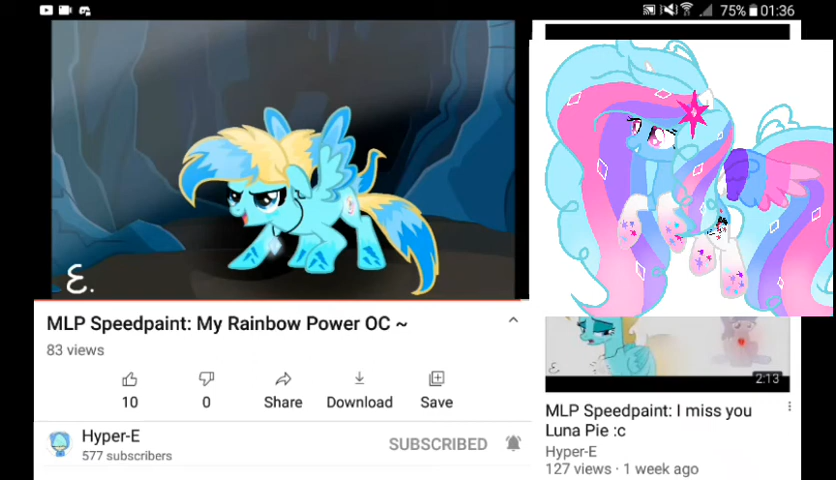 75% 01:36
ε.
MLP Speedpaint: My Rainbow Power OC ~
83 views
10
0
Share
Download
Save
Hyper-E
577 subscribers
SUBSCRIBED
2:13
MLP Speedpaint: I miss you
Luna Pie :c
Hyper-E
127 views · 1 week ago